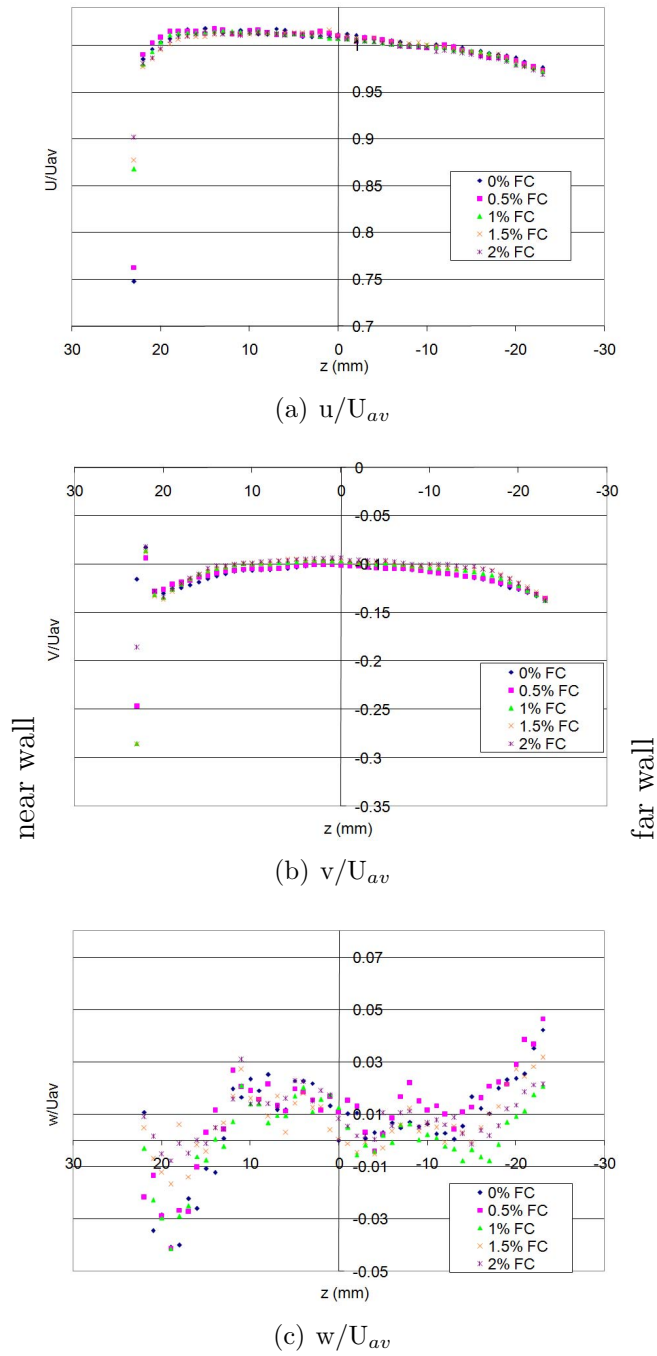 1
0.95
0.9
0.85
0.8
0.75
0.7
U/Uav
0% FC
0.5% FC
1% FC
1.5% FC
2% FC
30 20 10 0 -10 -20 -30
z (mm)
(a) u/Uav
0
30 20 10 0 -10 -20 -30
-0.05
-0.1
-0.15
-0.2
-0.25
-0.3
-0.35
V/Uav
0% FC
0.5% FC
1% FC
1.5% FC
2% FC
near wall
far wall
z (mm)
(b) v/Uav
0.07
0.05
0.03
0.01
-0.01
-0.03
-0.05
w/Uav
30 20 10 0 -10 -20 -30
0% FC
0.5% FC
1% FC
1.5% FC
2% FC
z (mm)
(c) w/Uav